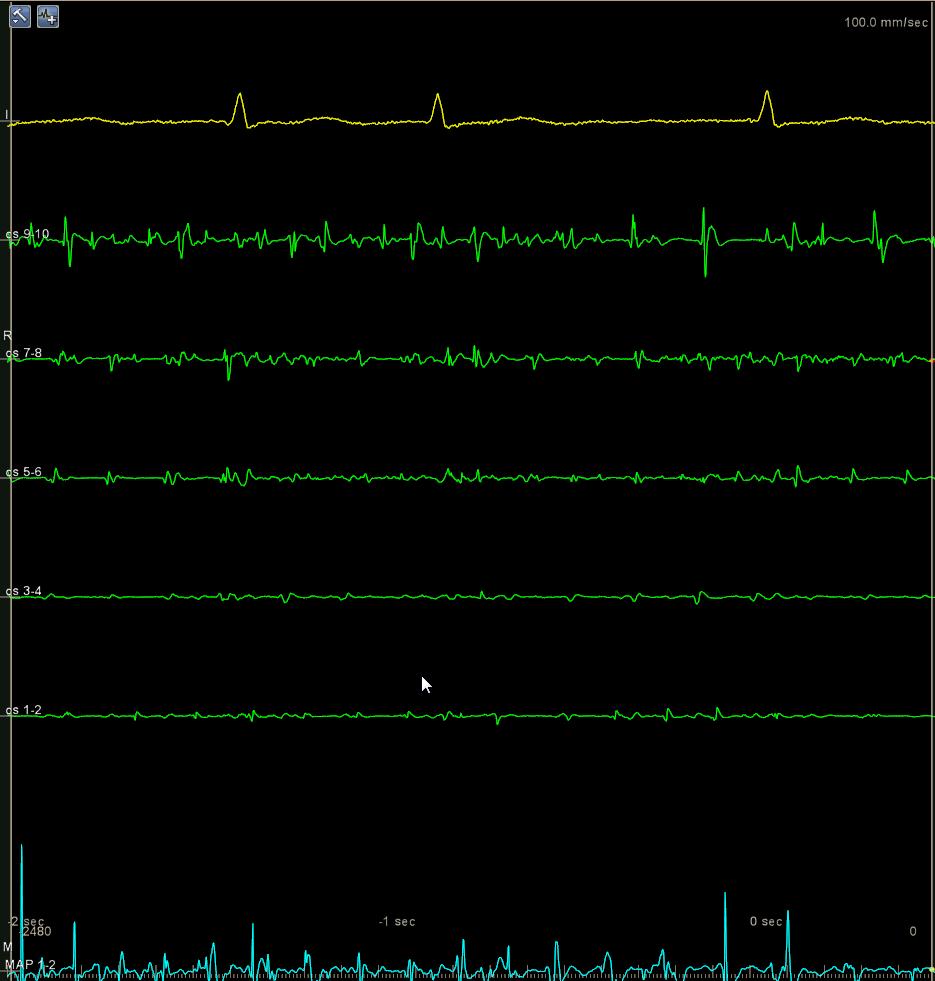 100.0 mm/sec
I
cs 9-10
R
cs 7-8
cs 5-6
cs 3-4
cs 1-2
-2 sec
-1 sec
0 sec
-2480
0
M
MAP 1-2